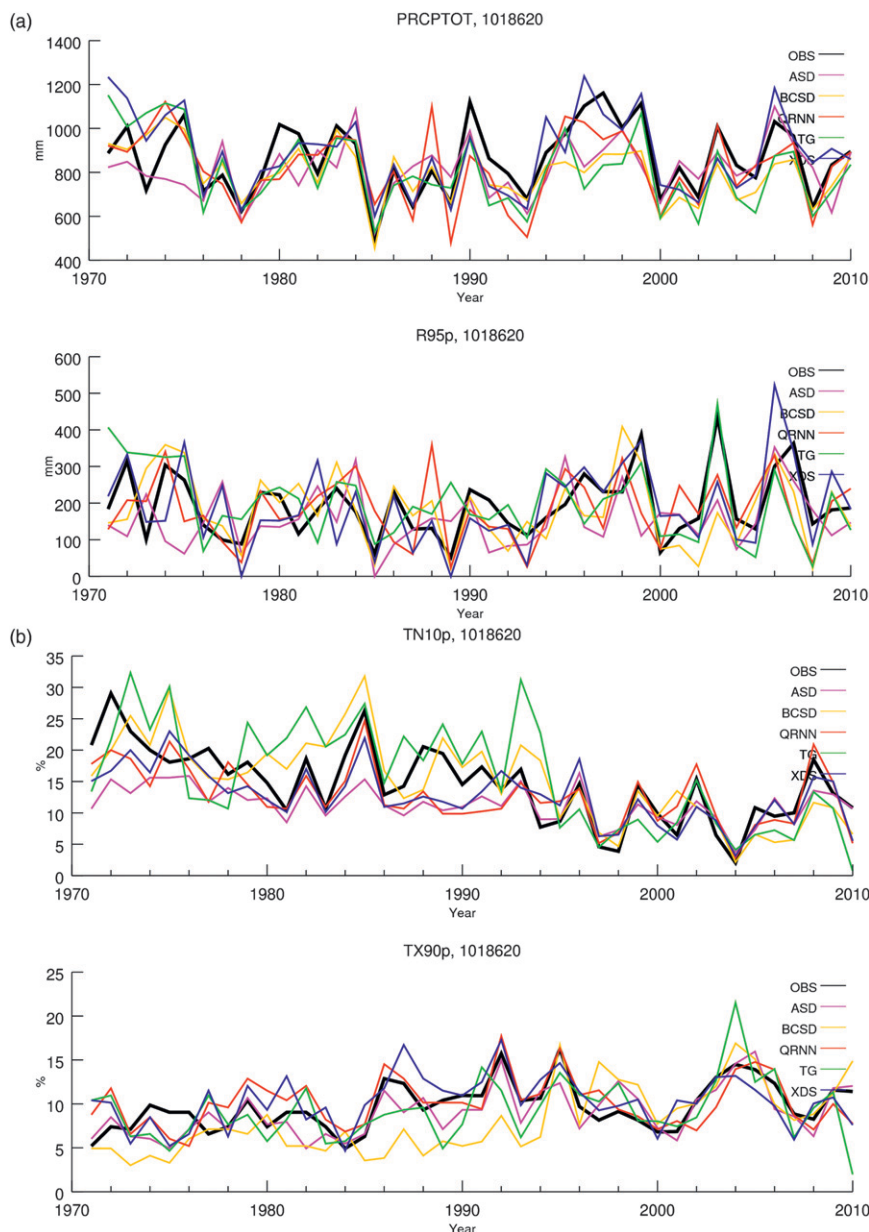 (a)
PRCPTOT, 1018620
1400
1200
1000
800
600
400
mm
1970
1980
1990
2000
2010
Year
OBS
ASD
BCSD
QRNN
TG
XDS
R95p, 1018620
600
500
400
300
200
100
0
mm
1970
1980
1990
2000
2010
Year
OBS
ASD
BCSD
QRNN
TG
XDS
(b)
TN10p, 1018620
35
30
25
20
15
10
5
0
%
1970
1980
1990
2000
2010
Year
OBS
ASD
BCSD
QRNN
TG
XDS
TX90p, 1018620
25
20
15
10
5
0
%
1970
1980
1990
2000
2010
Year
OBS
ASD
BCSD
QRNN
TG
XDS